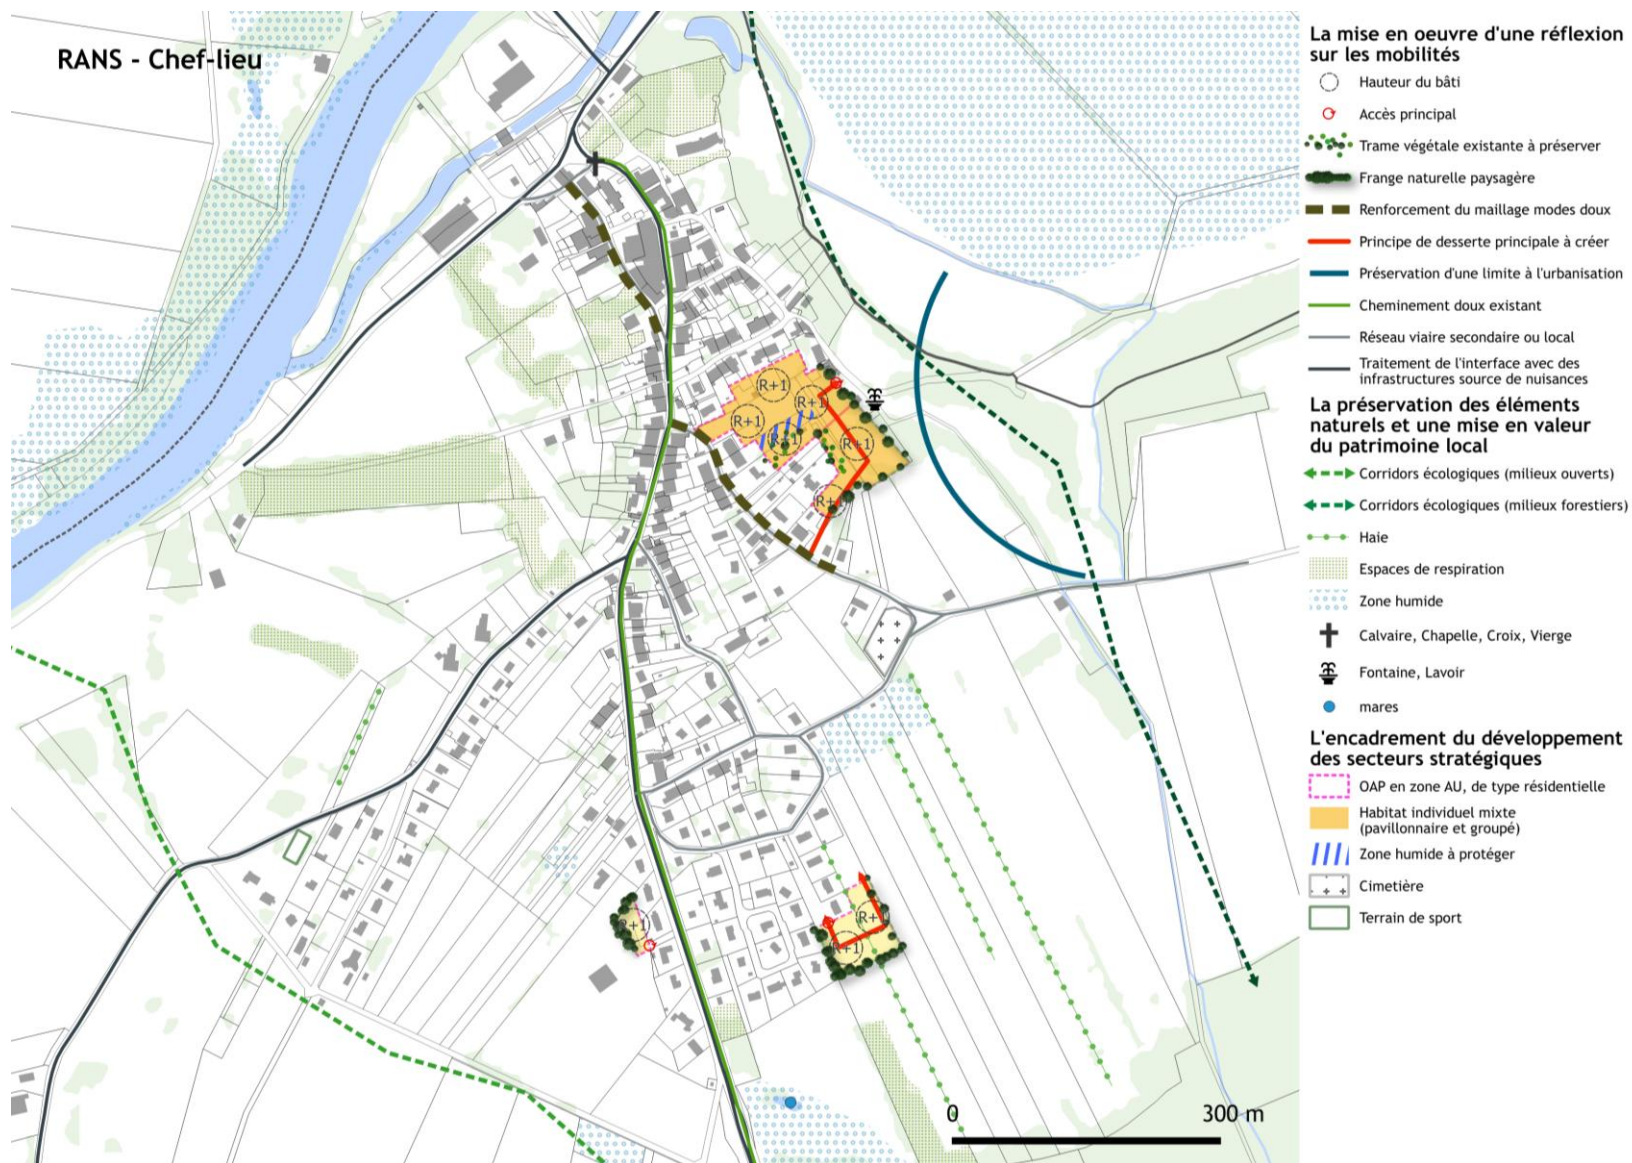 RANS - Chef-lieu
(R+1)
(R+1)
(R+1)
(R+1)
(R+1)
(R+
R+1)
(R+
R+1)
0
300 m
La mise en oeuvre d'une réflexion
sur les mobilités
Hauteur du bâti
Accès principal
Trame végétale existante à préserver
Frange naturelle paysagère
Renforcement du maillage modes doux
Principe de desserte principale à créer
Préservation d'une limite à l'urbanisation
Cheminement doux existant
Réseau viaire secondaire ou local
Traitement de l'interface avec des
infrastructures source de nuisances
La préservation des éléments
naturels et une mise en valeur
du patrimoine local
Corridors écologiques (milieux ouverts)
Corridors écologiques (milieux forestiers)
Haie
Espaces de respiration
Zone humide
Calvaire, Chapelle, Croix, Vierge
Fontaine, Lavoir
mares
L'encadrement du développement
des secteurs stratégiques
OAP en zone AU, de type résidentielle
Habitat individuel mixte
(pavillonnaire et groupé)
Zone humide à protéger
Cimetière
Terrain de sport